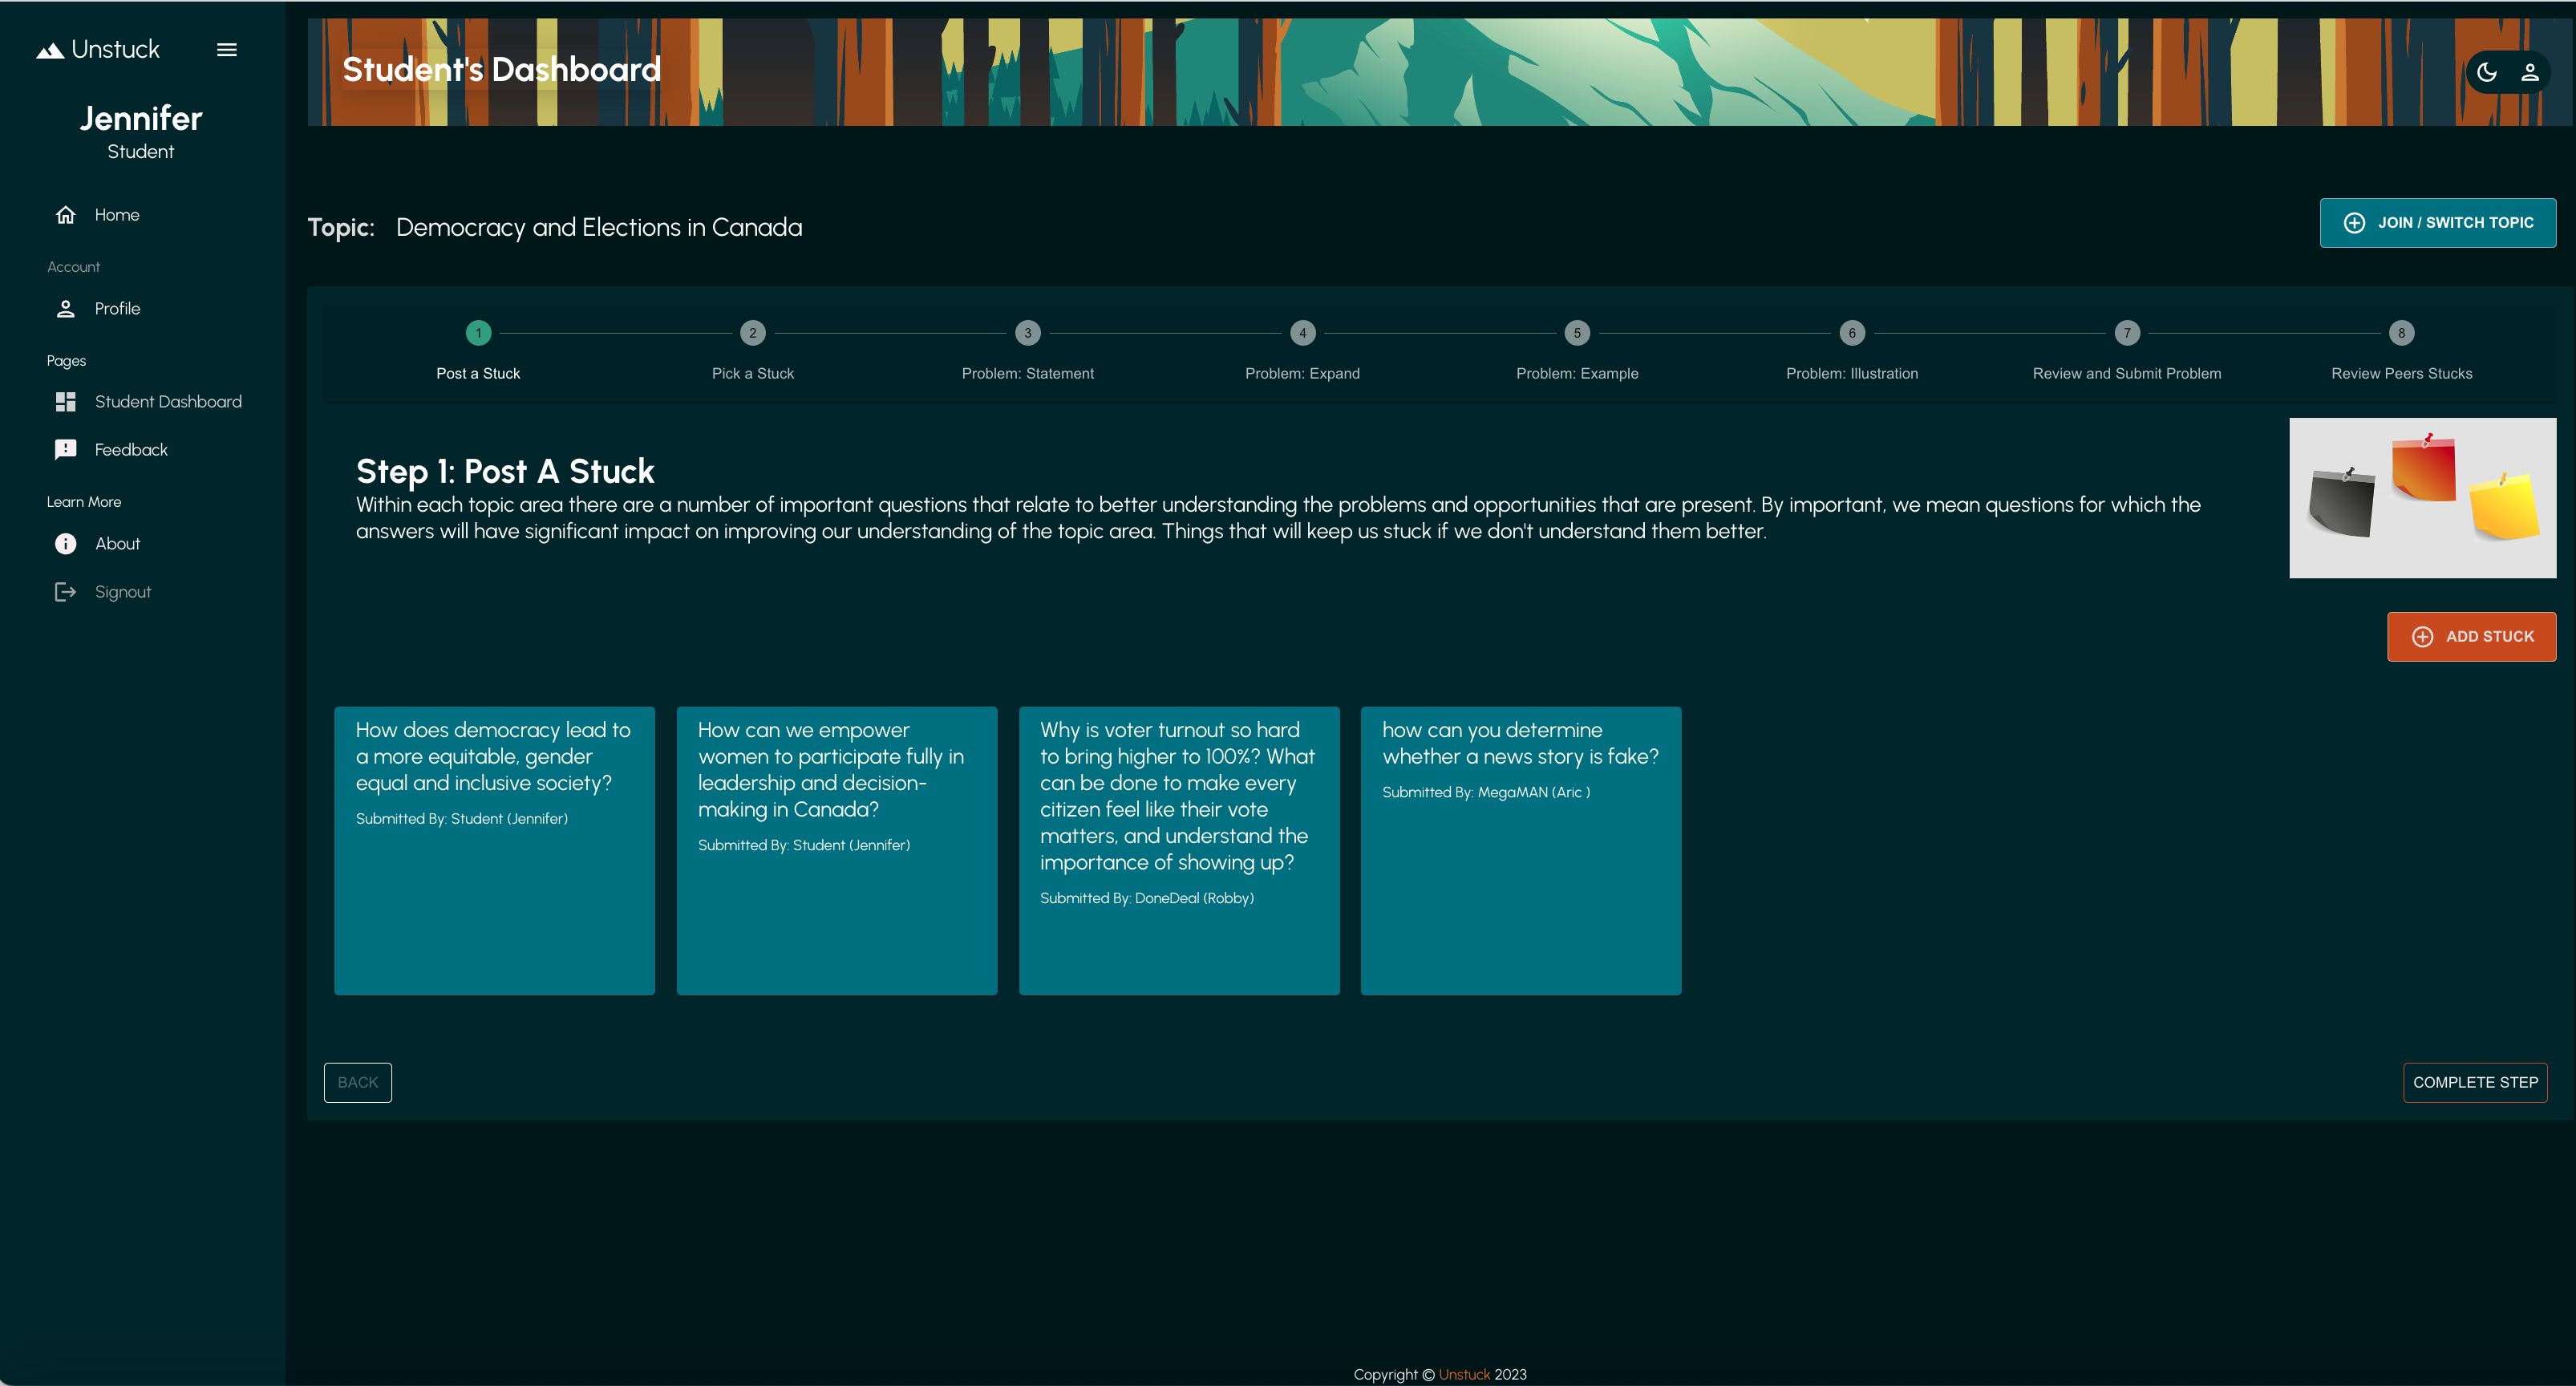 Unstuck
Jennifer
Student
Home
Account
Profile
Pages
Student Dashboard
Feedback
Learn More
About
Signout
Student's Dashboard
Topic: Democracy and Elections in Canada
JOIN / SWITCH TOPIC
1 2 3 4 5 6 7 8
Post a Stuck Pick a Stuck Problem: Statement Problem: Expand Problem: Example Problem: Illustration Review and Submit Problem Review Peers Stucks
Step 1: Post A Stuck
Within each topic area there are a number of important questions that relate to better understanding the problems and opportunities that are present. By important, we mean questions for which the
answers will have significant impact on improving our understanding of the topic area. Things that will keep us stuck if we don't understand them better.
ADD STUCK
How does democracy lead to
a more equitable, gender
equal and inclusive society?
Submitted By: Student (Jennifer)
How can we empower
women to participate fully in
leadership and decision-
making in Canada?
Submitted By: Student (Jennifer)
Why is voter turnout so hard
to bring higher to 100%? What
can be done to make every
citizen feel like their vote
matters, and understand the
importance of showing up?
Submitted By: DoneDeal (Robby)
how can you determine
whether a news story is fake?
Submitted By: MegaMAN (Aric )
BACK
COMPLETE STEP
Copyright © Unstuck 2023